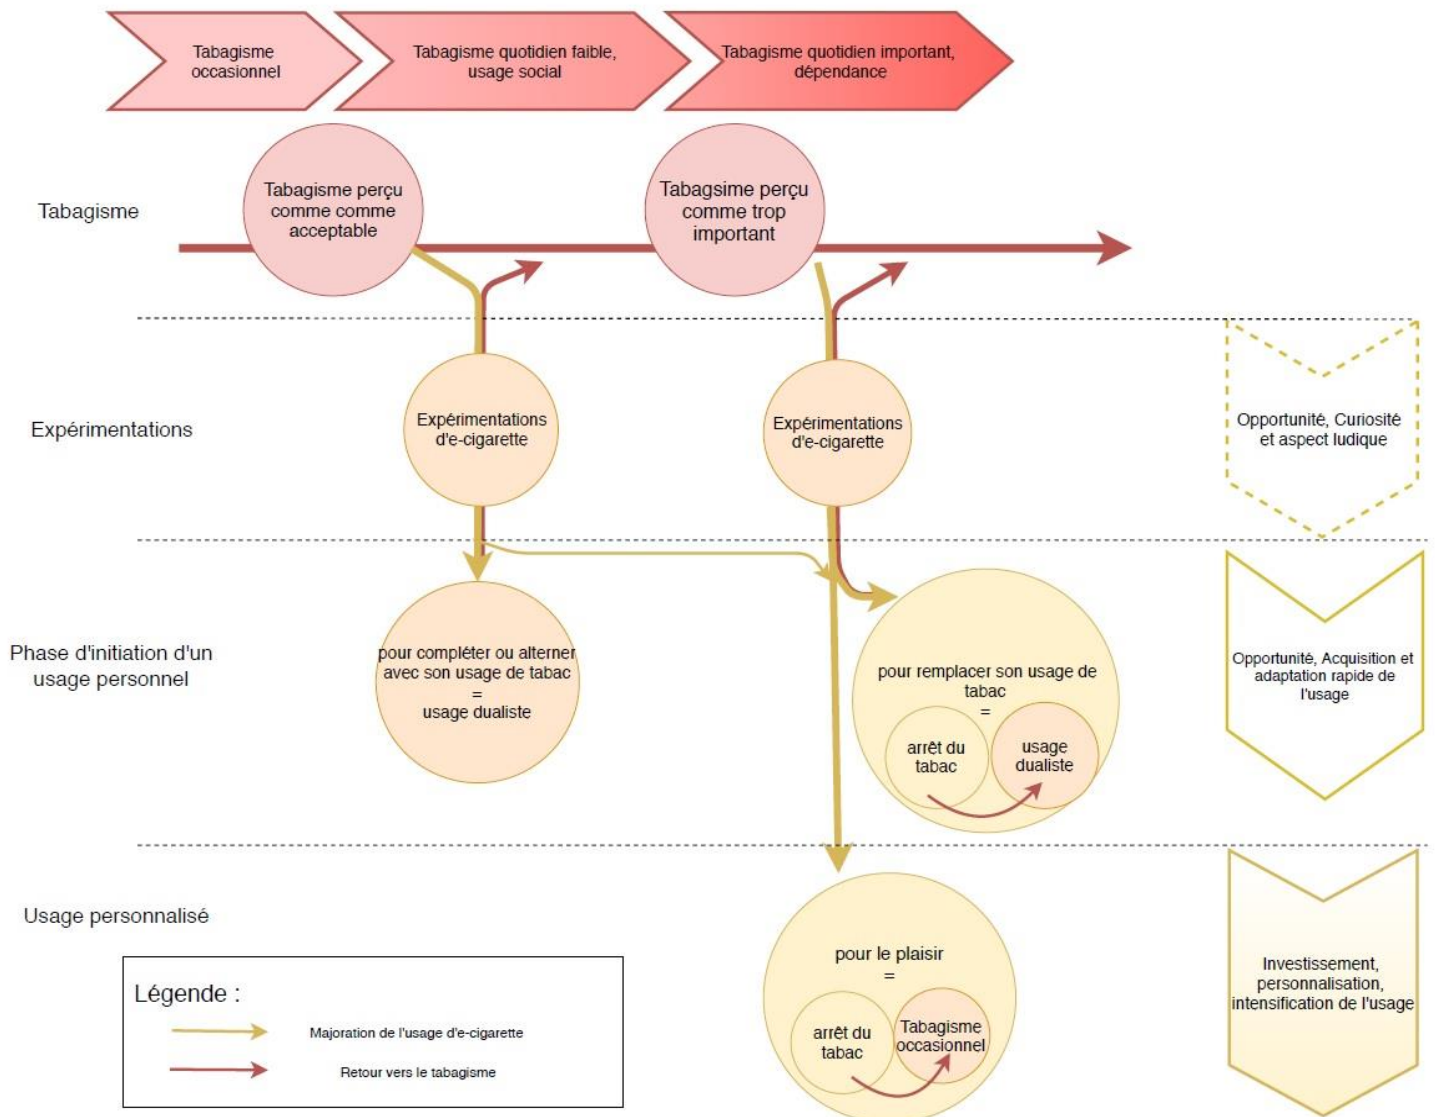 Tabagisme
occasionnel
Tabagisme quotidien faible,
usage social
Tabagisme quotidien important,
dépendance
Tabagisme
Tabagisme perçu
comme comme
acceptable
Tabagsime perçu
comme trop
important
Expérimentations
Expérimentations
d'e-cigarette
Expérimentations
d'e-cigarette
Opportunité, Curiosité
et aspect ludique
Phase d'initiation d'un
usage personnel
pour compléter ou alterner
avec son usage de tabac
=
usage dualiste
pour remplacer son usage de
tabac
=
arrêt du
tabac
usage
dualiste
Opportunité, Acquisition et
adaptation rapide de
l'usage
Usage personnalisé
pour le plaisir
=
arrêt du
tabac
Tabagisme
occasionnel
Investissement,
personnalisation,
intensification de l'usage
Légende :
Majoration de l'usage d'e-cigarette
Retour vers le tabagisme